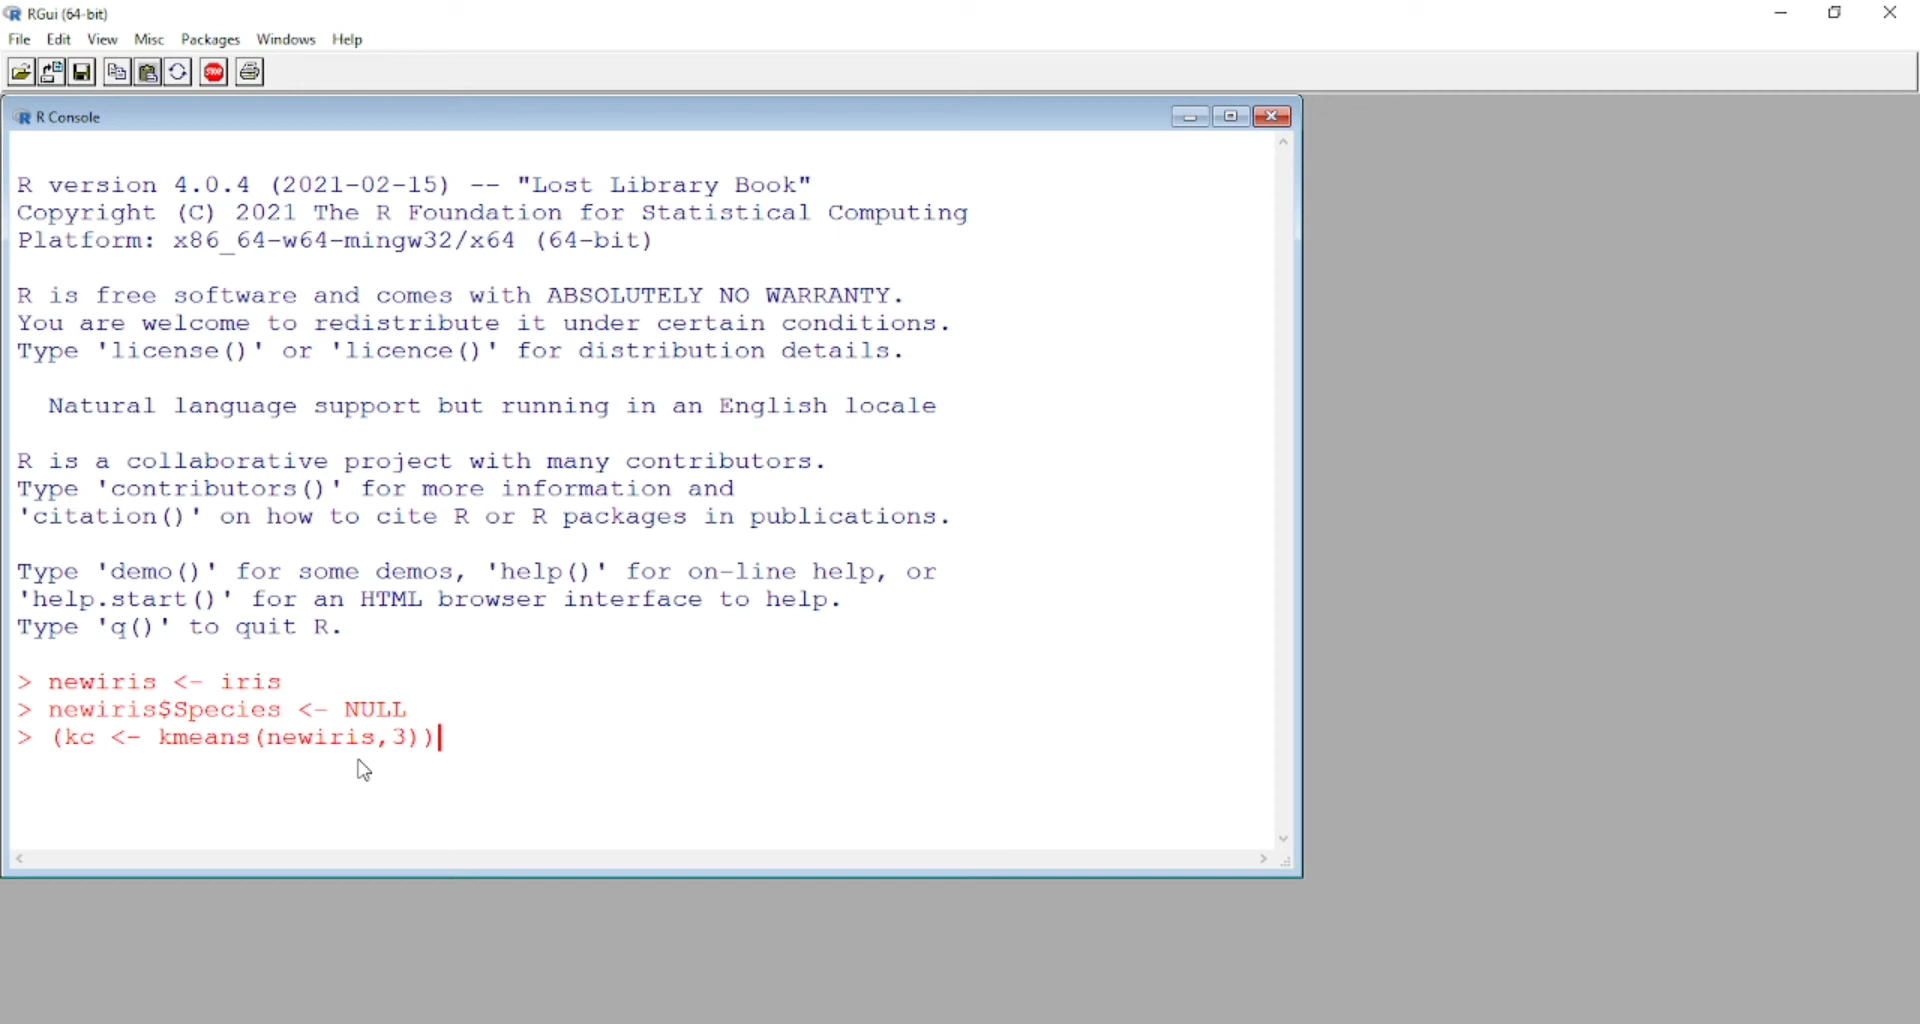 RGui (64-bit)
File Edit View Misc Packages Windows Help
STOP
R Console
R version 4.0.4 (2021-02-15) -- "Lost Library Book"
Copyright (C) 2021 The R Foundation for Statistical Computing
Platform: x86_64-w64-mingw32/x64 (64-bit)
R is free software and comes with ABSOLUTELY NO WARRANTY.
You are welcome to redistribute it under certain conditions.
Type 'license()' or 'licence()' for distribution details.
Natural language support but running in an English locale
R is a collaborative project with many contributors.
Type 'contributors()' for more information and
'citation()' on how to cite R or R packages in publications.
Type 'demo()' for some demos, 'help()' for on-line help, or
'help.start()' for an HTML browser interface to help.
Type 'q()' to quit R.
> newiris <- iris
> newiris$Species <- NULL
> (kc <- kmeans(newiris,3))